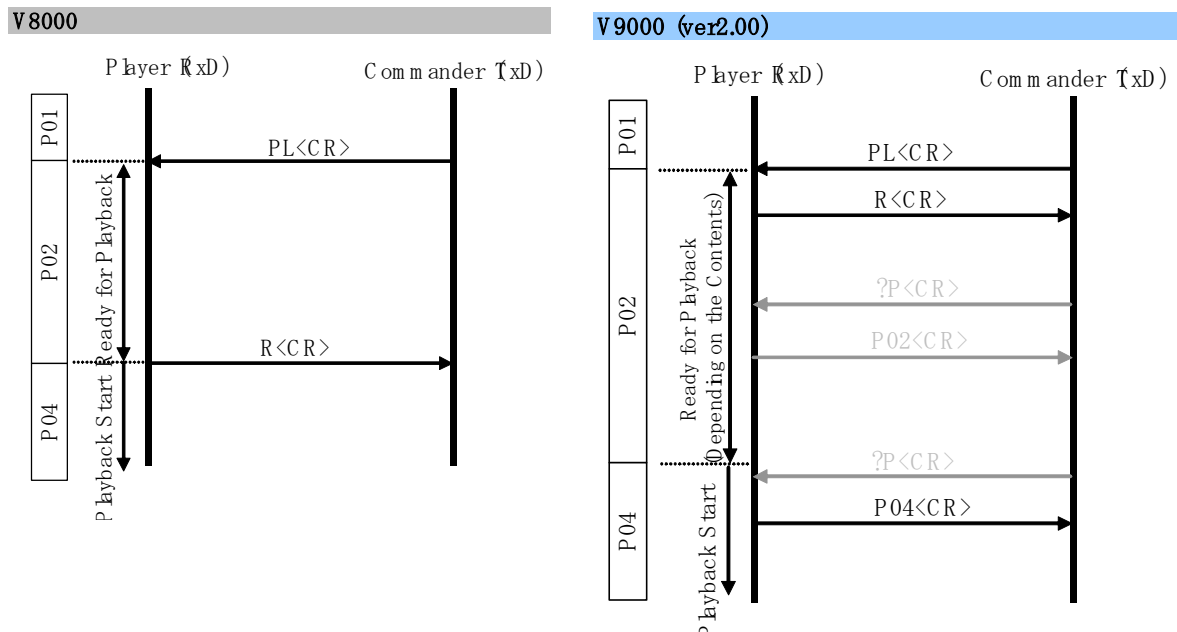 V8000
Player (RxD)
Commander (TxD)
P01
PL<CR>
P02
Ready for Playback
R<CR>
P04
Playback Start
V9000 (ver2.00)
Player (RxD)
Commander (TxD)
P01
PL<CR>
R<CR>
P02
Ready for Playback
(Depending on the Contents)
?P<CR>
P02<CR>
?P<CR>
P04
Playback Start
P04<CR>